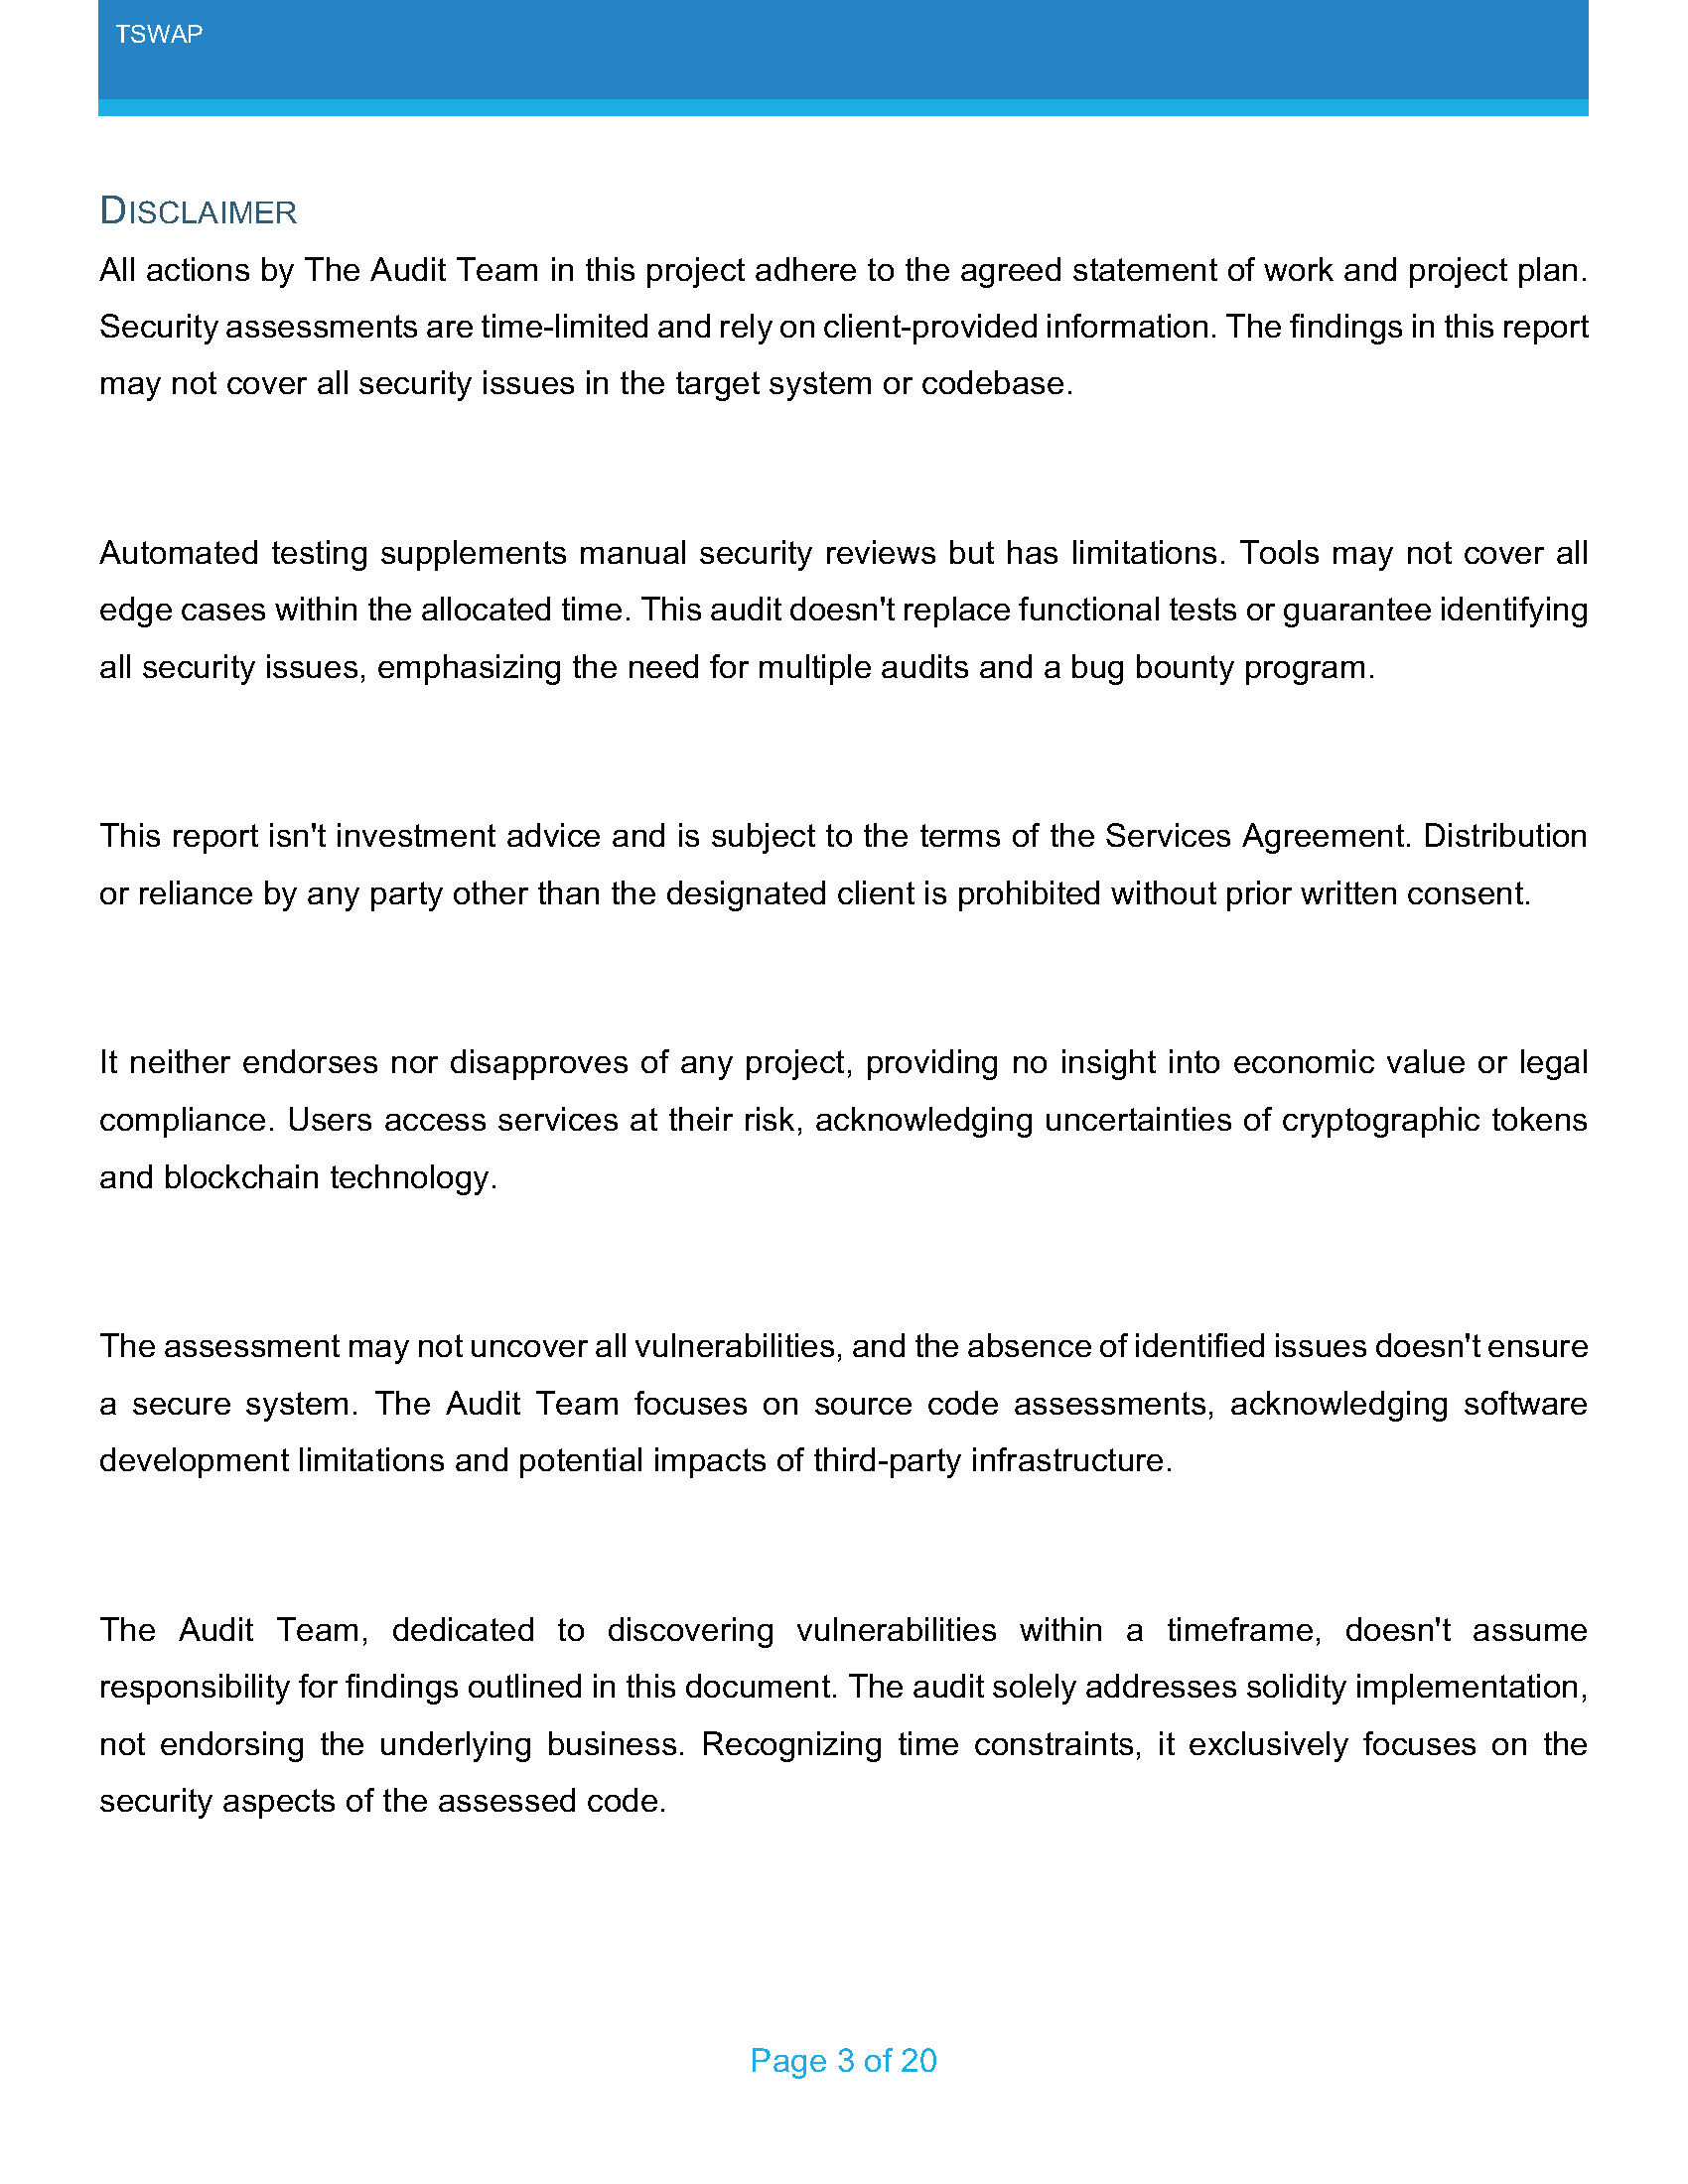 TSWAP
DISCLAIMER
All actions by The Audit Team in this project adhere to the agreed statement of work and project plan.
Security assessments are time-limited and rely on client-provided information. The findings in this report
may not cover all security issues in the target system or codebase.
Automated testing supplements manual security reviews but has limitations. Tools may not cover all
edge cases within the allocated time. This audit doesn't replace functional tests or guarantee identifying
all security issues, emphasizing the need for multiple audits and a bug bounty program.
This report isn't investment advice and is subject to the terms of the Services Agreement. Distribution
or reliance by any party other than the designated client is prohibited without prior written consent.
It neither endorses nor disapproves of any project, providing no insight into economic value or legal
compliance. Users access services at their risk, acknowledging uncertainties of cryptographic tokens
and blockchain technology.
The assessment may not uncover all vulnerabilities, and the absence of identified issues doesn't ensure
a secure system. The Audit Team focuses on source code assessments, acknowledging software
development limitations and potential impacts of third-party infrastructure.
The Audit Team, dedicated to discovering vulnerabilities within a timeframe, doesn't assume
responsibility for findings outlined in this document. The audit solely addresses solidity implementation,
not endorsing the underlying business. Recognizing time constraints, it exclusively focuses on the
security aspects of the assessed code.
Page 3 of 20